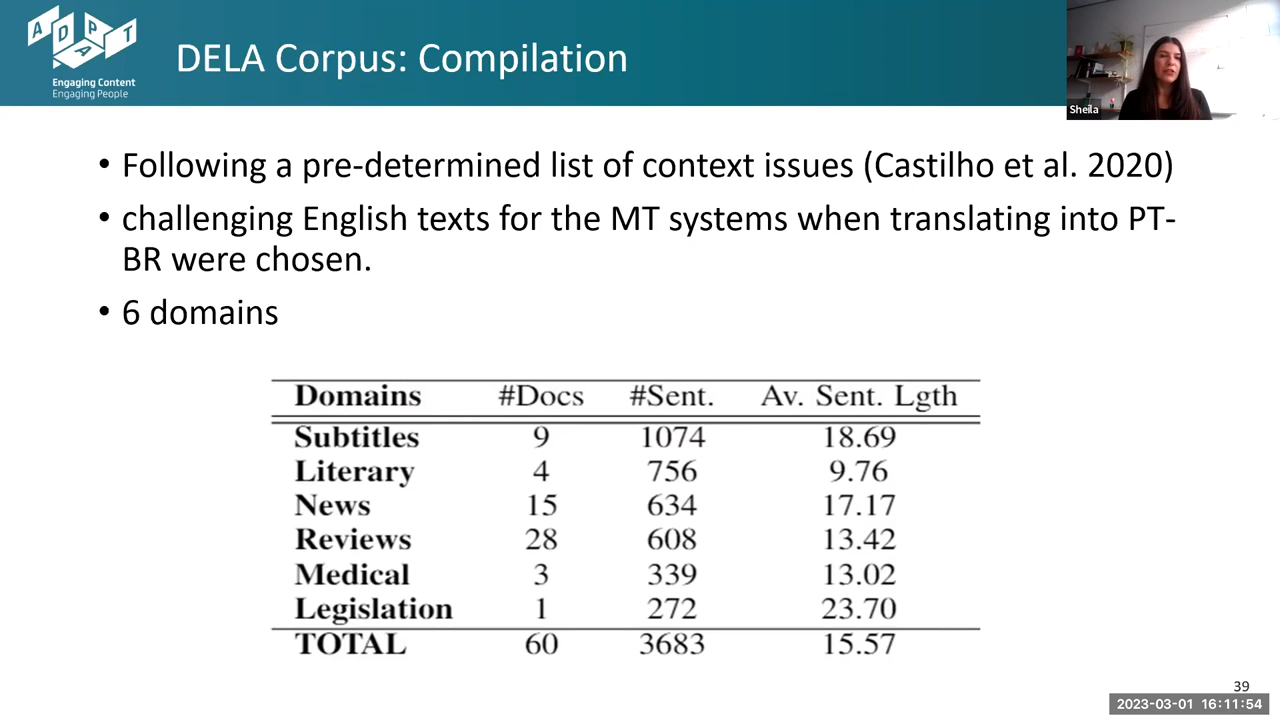 ADAPT
Engaging Content
Engaging People
DELA Corpus: Compilation
Sheila
• Following a pre-determined list of context issues (Castilho et al. 2020)
• challenging English texts for the MT systems when translating into PT-
BR were chosen.
• 6 domains
Domains #Docs #Sent. Av. Sent. Lgth
Subtitles 9 1074 18.69
Literary 4 756 9.76
News 15 634 17.17
Reviews 28 608 13.42
Medical 3 339 13.02
Legislation 1 272 23.70
TOTAL 60 3683 15.57
39
2023-03-01 16:11:54